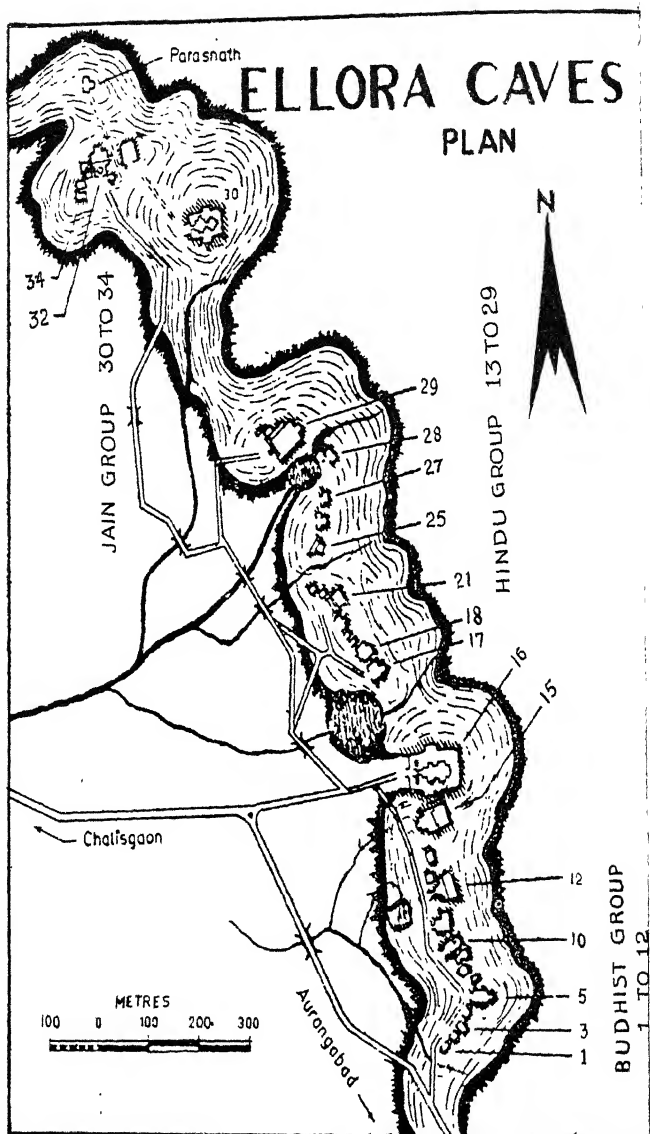 Parasnath
ELLORA CAVES
PLAN
N
30
34
32
JAIN GROUP 30 TO 34
HINDU GROUP 13 TO 29
29
28
27
25
21
18
17
16
15
Chalisgaon
12
10
5
3
1
BUDHIST GROUP
1 TO 12
METRES
100 0 100 200 300
Aurangabad